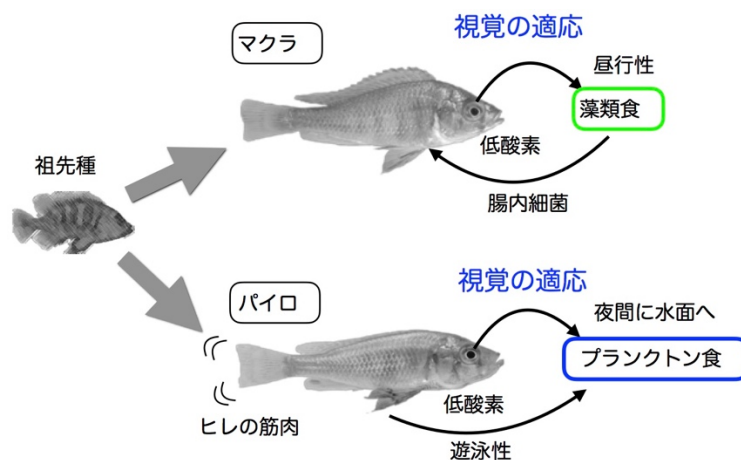 視覚の適応
マクラ
昼行性
藻類食
低酸素
腸内細菌
祖先種
視覚の適応
パイロ
夜間に水面へ
プランクトン食
低酸素
ヒレの筋肉
遊泳性